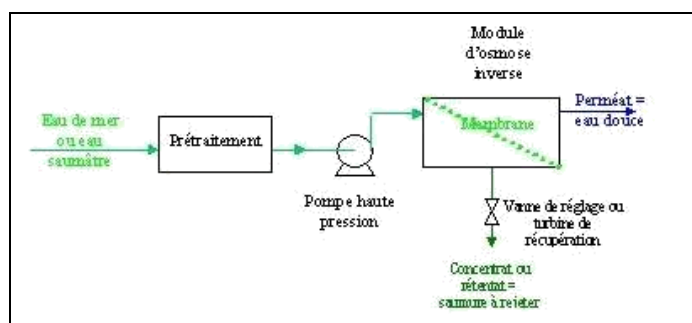 Module
d'osmose
inverse
Eau de mer
ou eau
saumâtre
Prétraitement
Membrane
Perméat =
eau douce
Pompe haute
pression
Vanne de réglage ou
turbine de
récupération
Concentrat ou
rétentat =
saumure à rejeter